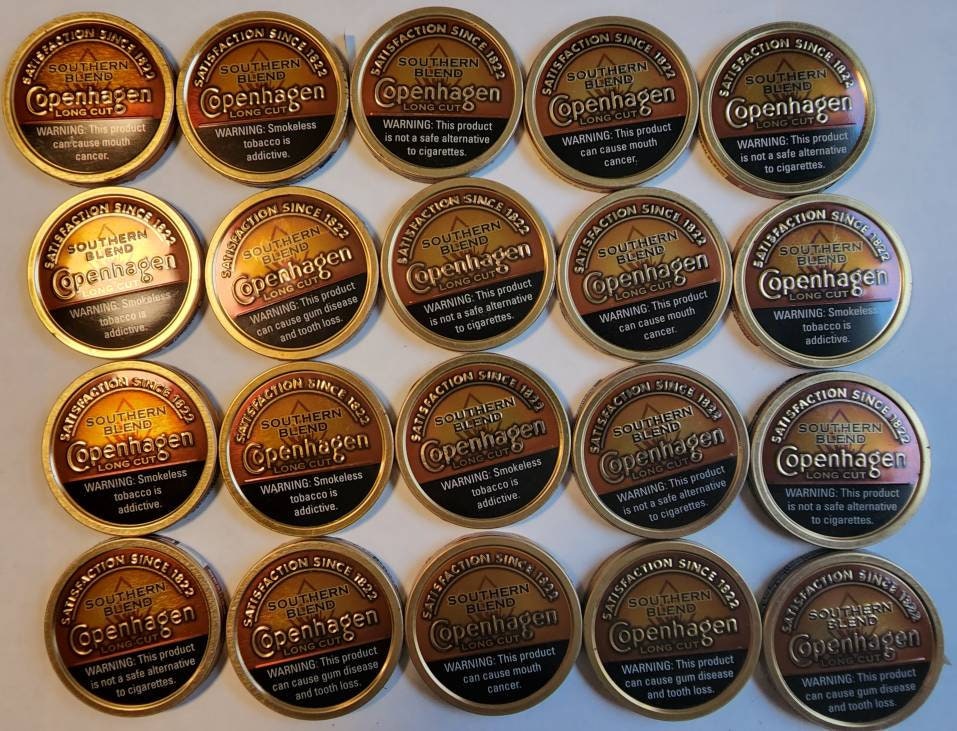 SATISFACTION SINCE 1822
SOUTHERN
BLEND
Copenhagen
LONG CUT
WARNING: This product
can cause mouth
cancer.
SATISFACTION SINCE 1822
SOUTHERN
BLEND
Copenhagen
LONG CUT
WARNING: Smokeless
tobacco is
addictive.
SATISFACTION SINCE 1822
SOUTHERN
BLEND
Copenhagen
LONG CUT
WARNING: This product
is not a safe alternative
to cigarettes.
SATISFACTION SINCE 1822
SOUTHERN
BLEND
Copenhagen
LONG CUT
WARNING: This product
can cause mouth
cancer.
SATISFACTION SINCE 1822
SOUTHERN
BLEND
Copenhagen
LONG CUT
WARNING: This product
is not a safe alternative
to cigarettes.
SATISFACTION SINCE 1822
SOUTHERN
BLEND
Copenhagen
LONG CUT
WARNING: Smokeless
tobacco is
addictive.
SATISFACTION SINCE 1822
SOUTHERN
BLEND
Copenhagen
LONG CUT
WARNING: This product
can cause gum disease
and tooth loss.
SATISFACTION SINCE 1822
SOUTHERN
BLEND
Copenhagen
LONG CUT
WARNING: This product
is not a safe alternative
to cigarettes.
SATISFACTION SINCE 1822
SOUTHERN
BLEND
Copenhagen
LONG CUT
WARNING: This product
can cause mouth
cancer.
SATISFACTION SINCE 1822
SOUTHERN
BLEND
Copenhagen
LONG CUT
WARNING: Smokeless
tobacco is
addictive.
SATISFACTION SINCE 1822
SOUTHERN
BLEND
Copenhagen
LONG CUT
WARNING: Smokeless
tobacco is
addictive.
SATISFACTION SINCE 1822
SOUTHERN
BLEND
Copenhagen
LONG CUT
WARNING: Smokeless
tobacco is
addictive.
SATISFACTION SINCE 1822
SOUTHERN
BLEND
Copenhagen
LONG CUT
WARNING: Smokeless
tobacco is
addictive.
SATISFACTION SINCE 1822
SOUTHERN
BLEND
Copenhagen
LONG CUT
WARNING: This product
is not a safe alternative
to cigarettes.
SATISFACTION SINCE 1822
SOUTHERN
BLEND
Copenhagen
LONG CUT
WARNING: This product
is not a safe alternative
to cigarettes.
SATISFACTION SINCE 1822
SOUTHERN
BLEND
Copenhagen
LONG CUT
WARNING: This product
is not a safe alternative
to cigarettes.
SATISFACTION SINCE 1822
SOUTHERN
BLEND
Copenhagen
LONG CUT
WARNING: This product
can cause gum disease
and tooth loss.
SATISFACTION SINCE 1822
SOUTHERN
BLEND
Copenhagen
LONG CUT
WARNING: This product
can cause mouth
cancer.
SATISFACTION SINCE 1822
SOUTHERN
BLEND
Copenhagen
LONG CUT
WARNING: This product
can cause gum disease
and tooth loss.
SATISFACTION SINCE 1822
SOUTHERN
BLEND
Copenhagen
LONG CUT
WARNING: This product
can cause gum disease
and tooth loss.